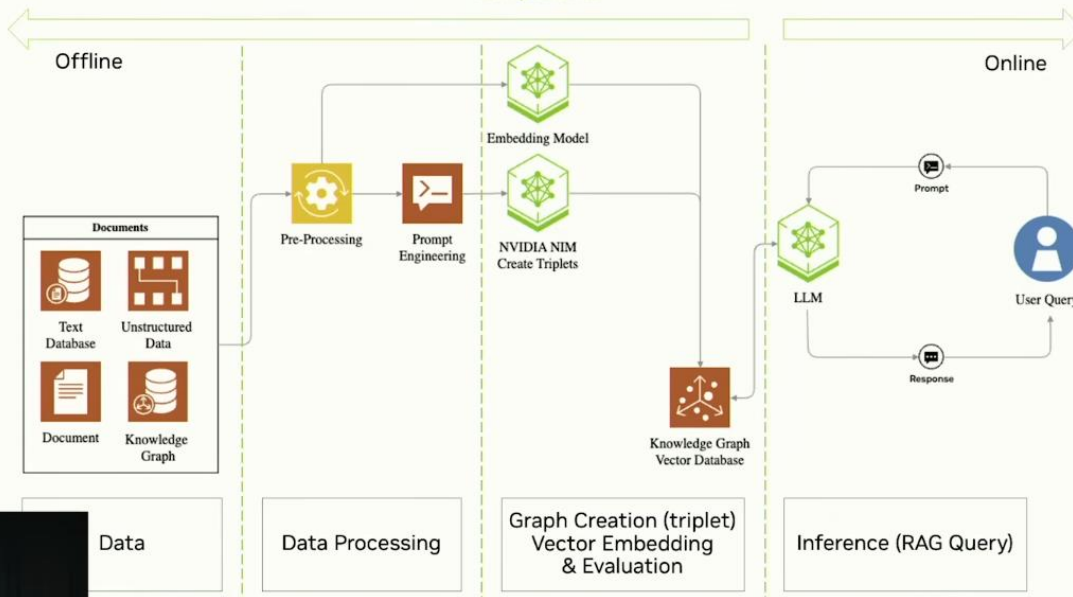 Offline
Online
Embedding Model
Prompt
Documents
Pre-Processing
Prompt
Engineering
NVIDIA NIM
Create Triplets
LLM
User Query
Text
Database
Unstructured
Data
Response
Document
Knowledge
Graph
Knowledge Graph
Vector Database
Data
Data Processing
Graph Creation (triplet)
Vector Embedding
& Evaluation
Inference (RAG Query)